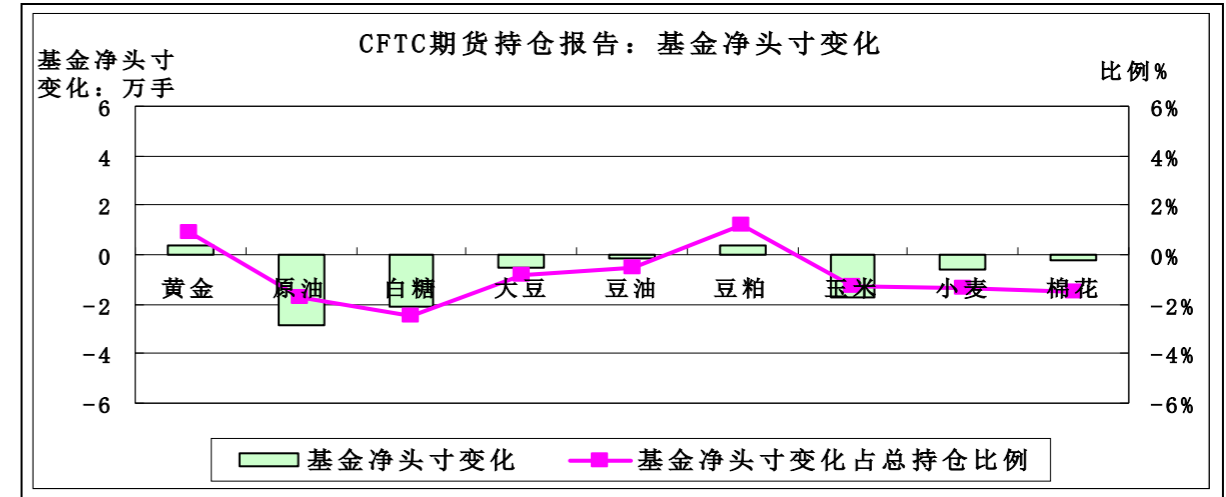 CFTC期货持仓报告：基金净头寸变化
基金净头寸
变化：万手
比例%
6
4
2
0
-2
-4
-6
6%
4%
2%
0%
-2%
-4%
-6%
黄金 原油 白糖 大豆 豆油 豆粕 玉米 小麦 棉花
基金净头寸变化 基金净头寸变化占总持仓比例